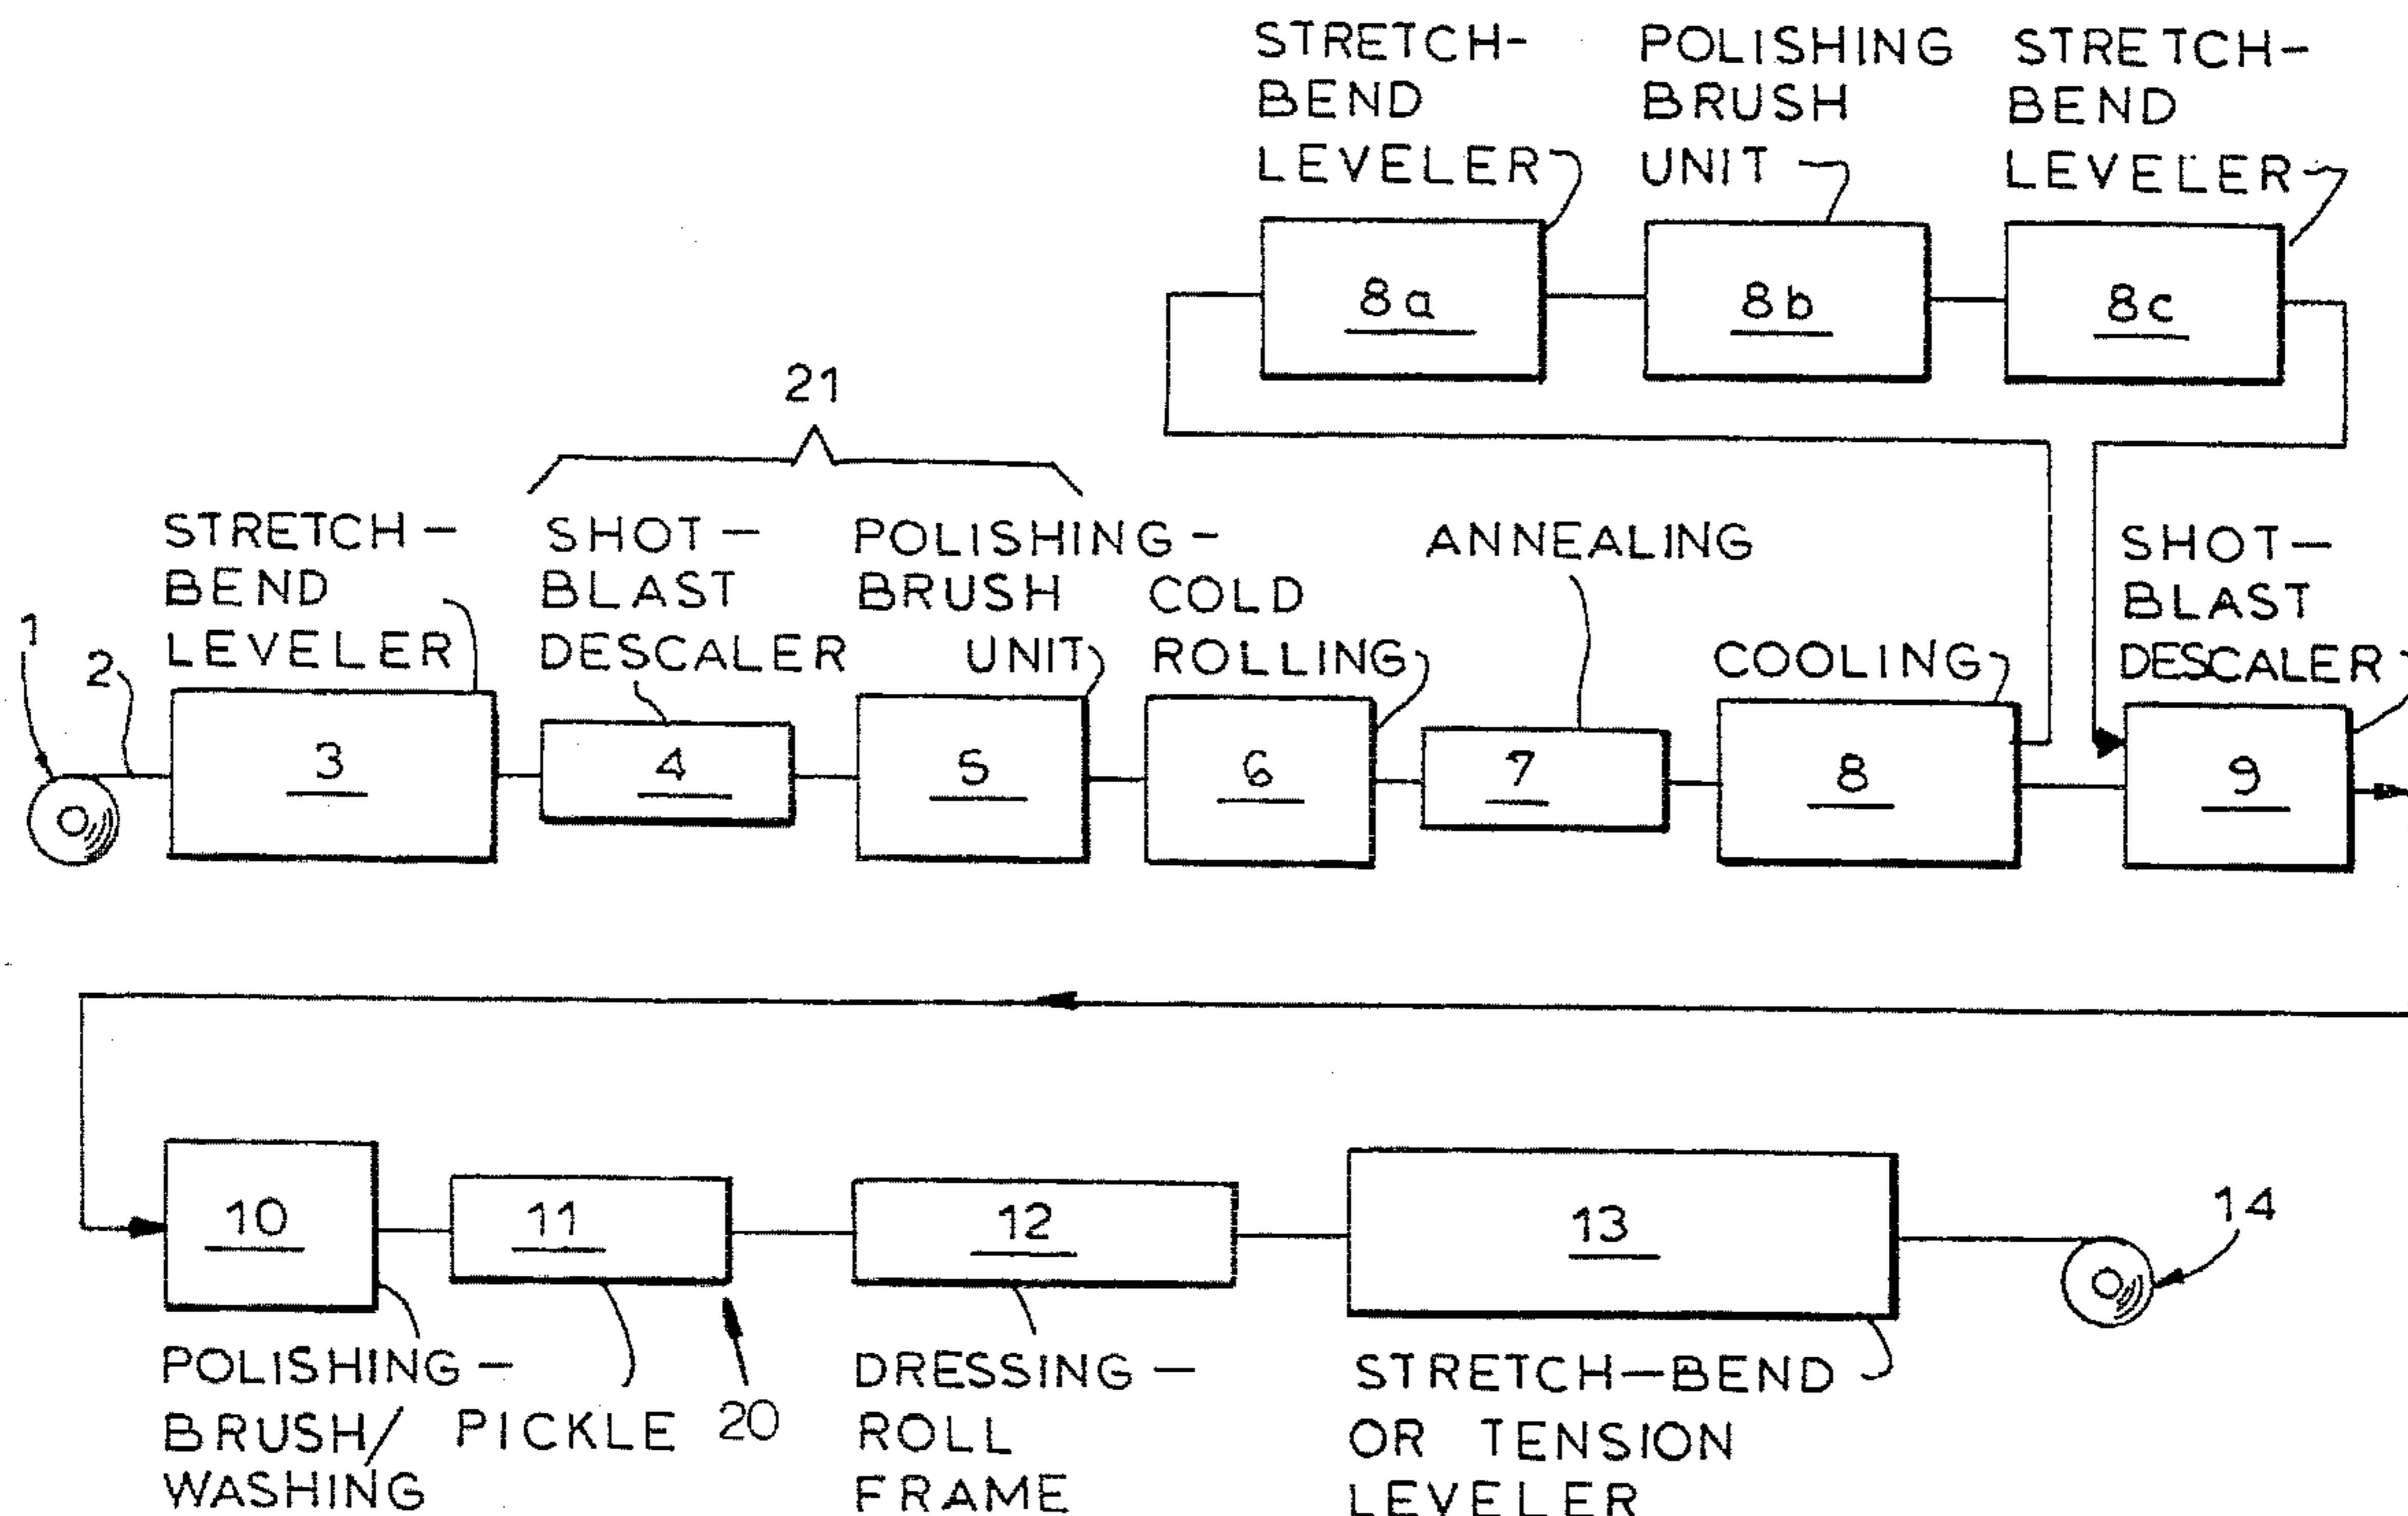 STRETCH-
BEND
LEVELER
POLISHING
BRUSH
UNIT
STRETCH-
BEND
LEVELER
8a
8b
8c
21
STRETCH-
BEND
LEVELER
SHOT-
BLAST
DESCALER
POLISHING-
BRUSH
UNIT
COLD
ROLLING
ANNEALING
COOLING
SHOT-
BLAST
DESCALER
1
2
3
4
5
6
7
8
9
10
11
12
13
14
POLISHING-
BRUSH/
WASHING
PICKLE
20
DRESSING-
ROLL
FRAME
STRETCH-BEND
OR TENSION
LEVELER